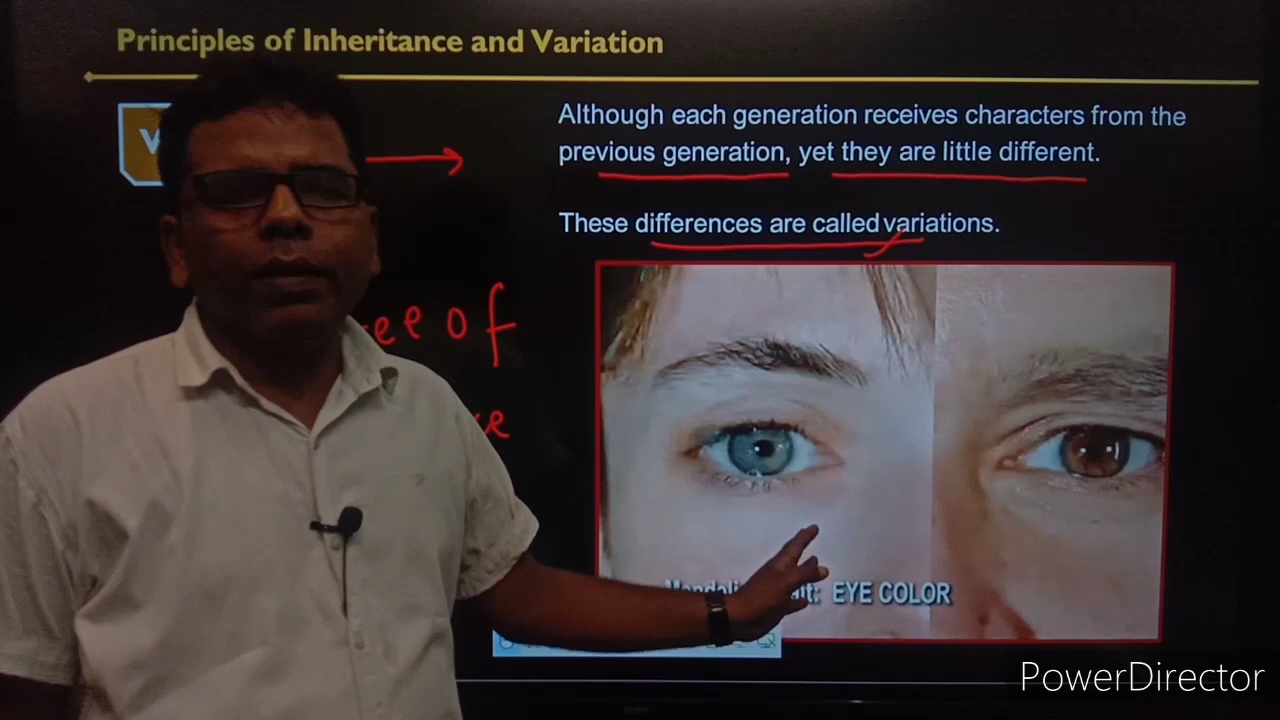 Principles of Inheritance and Variation
Although each generation receives characters from the
previous generation, yet they are little different.
These differences are called variations.
of
EYE COLOR
PowerDirector